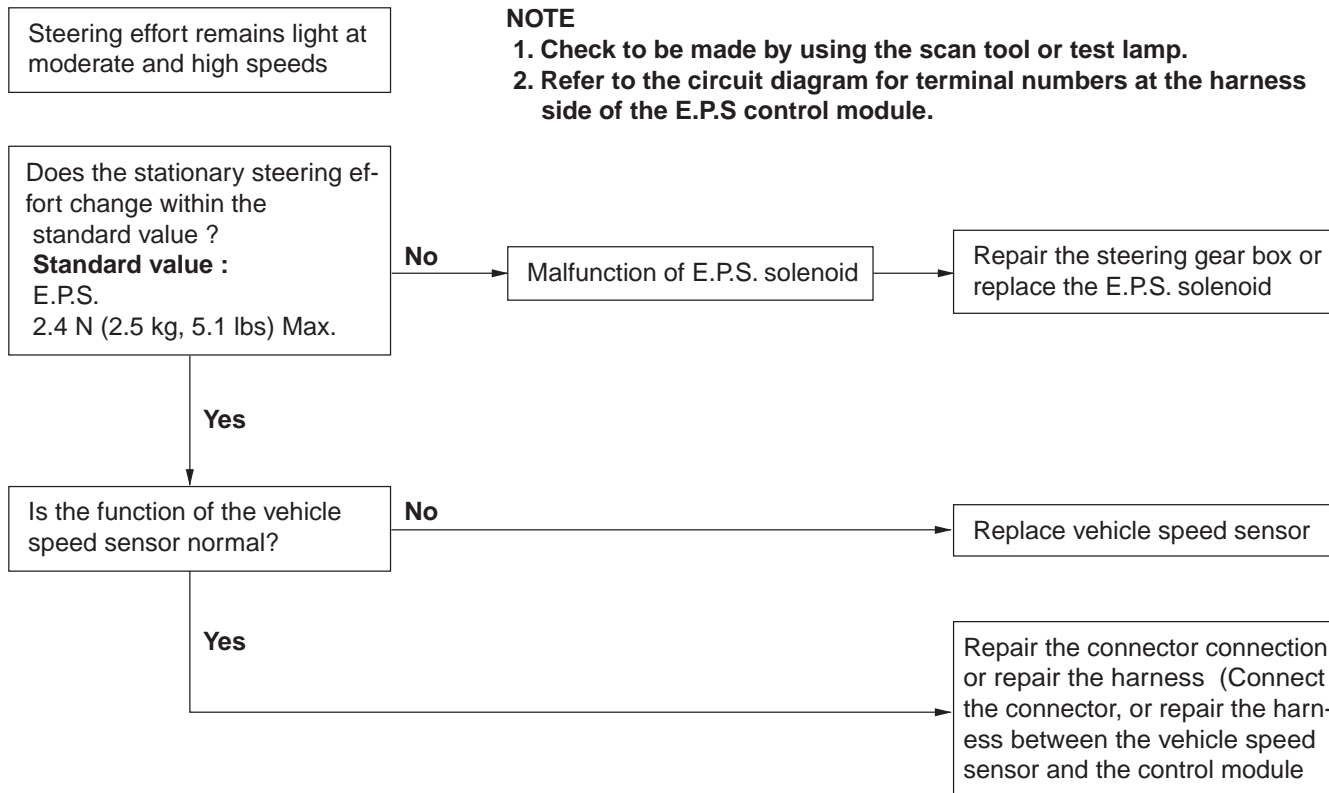 Steering effort remains light at
moderate and high speeds
NOTE
1. Check to be made by using the scan tool or test lamp.
2. Refer to the circuit diagram for terminal numbers at the harness
side of the E.P.S control module.
Does the stationary steering ef-
fort change within the
standard value ?
Standard value :
E.P.S.
2.4 N (2.5 kg, 5.1 lbs) Max.
No
Malfunction of E.P.S. solenoid
Repair the steering gear box or
replace the E.P.S. solenoid
Yes
Is the function of the vehicle
speed sensor normal?
No
Replace vehicle speed sensor
Yes
Repair the connector connection
or repair the harness (Connect
the connector, or repair the harn-
ess between the vehicle speed
sensor and the control module